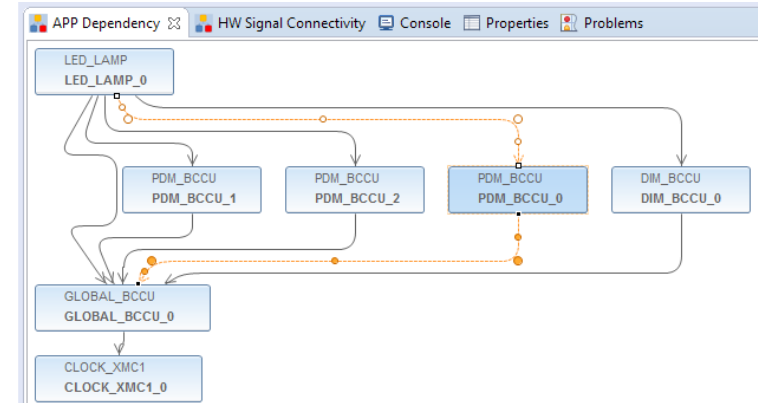 APP Dependency
HW Signal Connectivity
Console
Properties
Problems
LED_LAMP
LED_LAMP_0
PDM_BCCU
PDM_BCCU_1
PDM_BCCU
PDM_BCCU_2
PDM_BCCU
PDM_BCCU_0
DIM_BCCU
DIM_BCCU_0
GLOBAL_BCCU
GLOBAL_BCCU_0
CLOCK_XMC1
CLOCK_XMC1_0